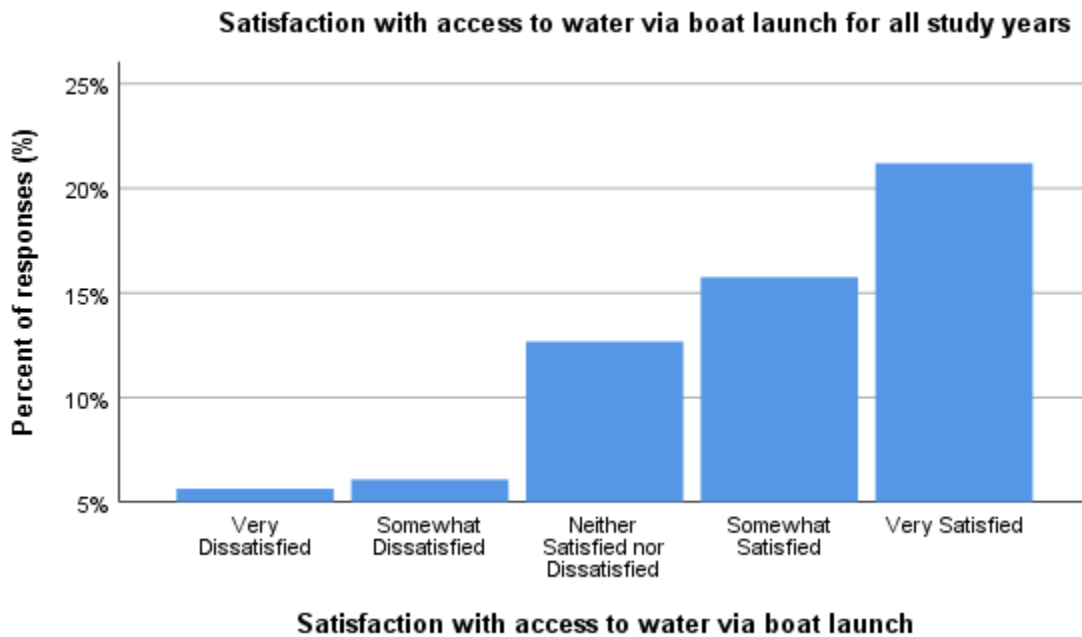 Satisfaction with access to water via boat launch for all study years
Percent of responses (%)
25%
20%
15%
10%
5%
Very
Dissatisfied
Somewhat
Dissatisfied
Neither
Satisfied nor
Dissatisfied
Somewhat
Satisfied
Very Satisfied
Satisfaction with access to water via boat launch